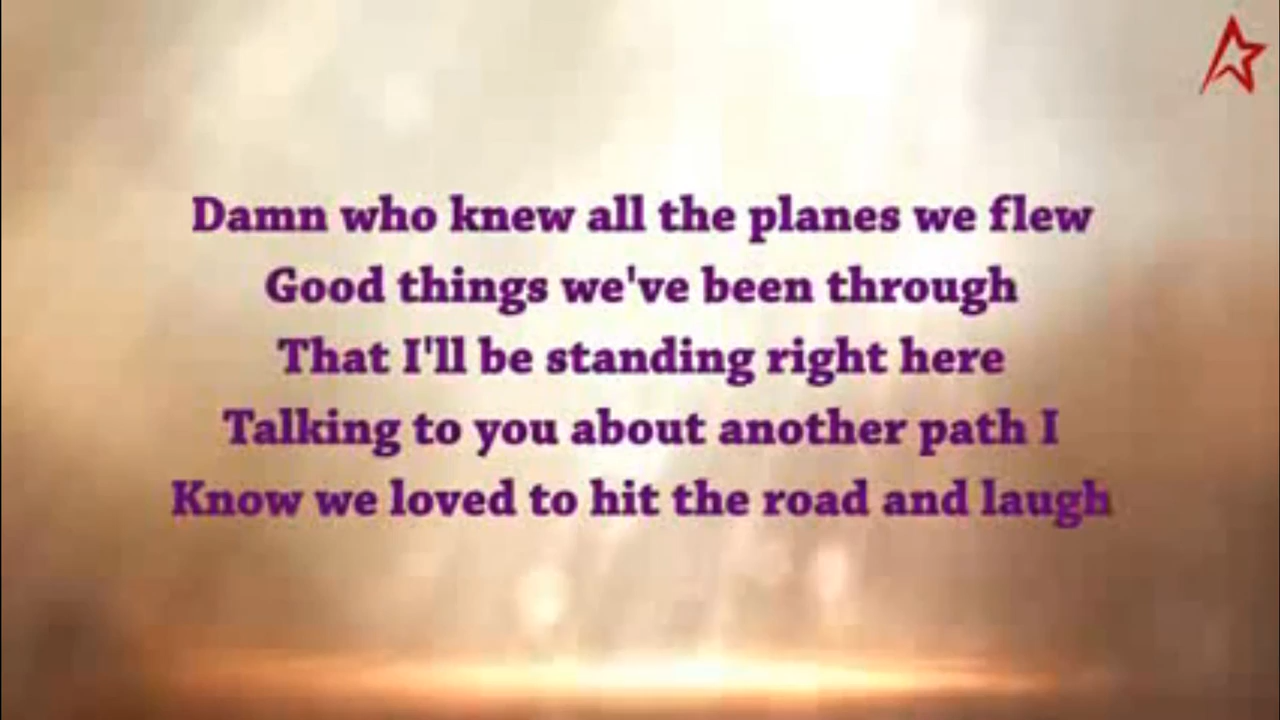 Damn who knew all the planes we flew
Good things we've been through
That I'll be standing right here
Talking to you about another path I
Know we loved to hit the road and laugh